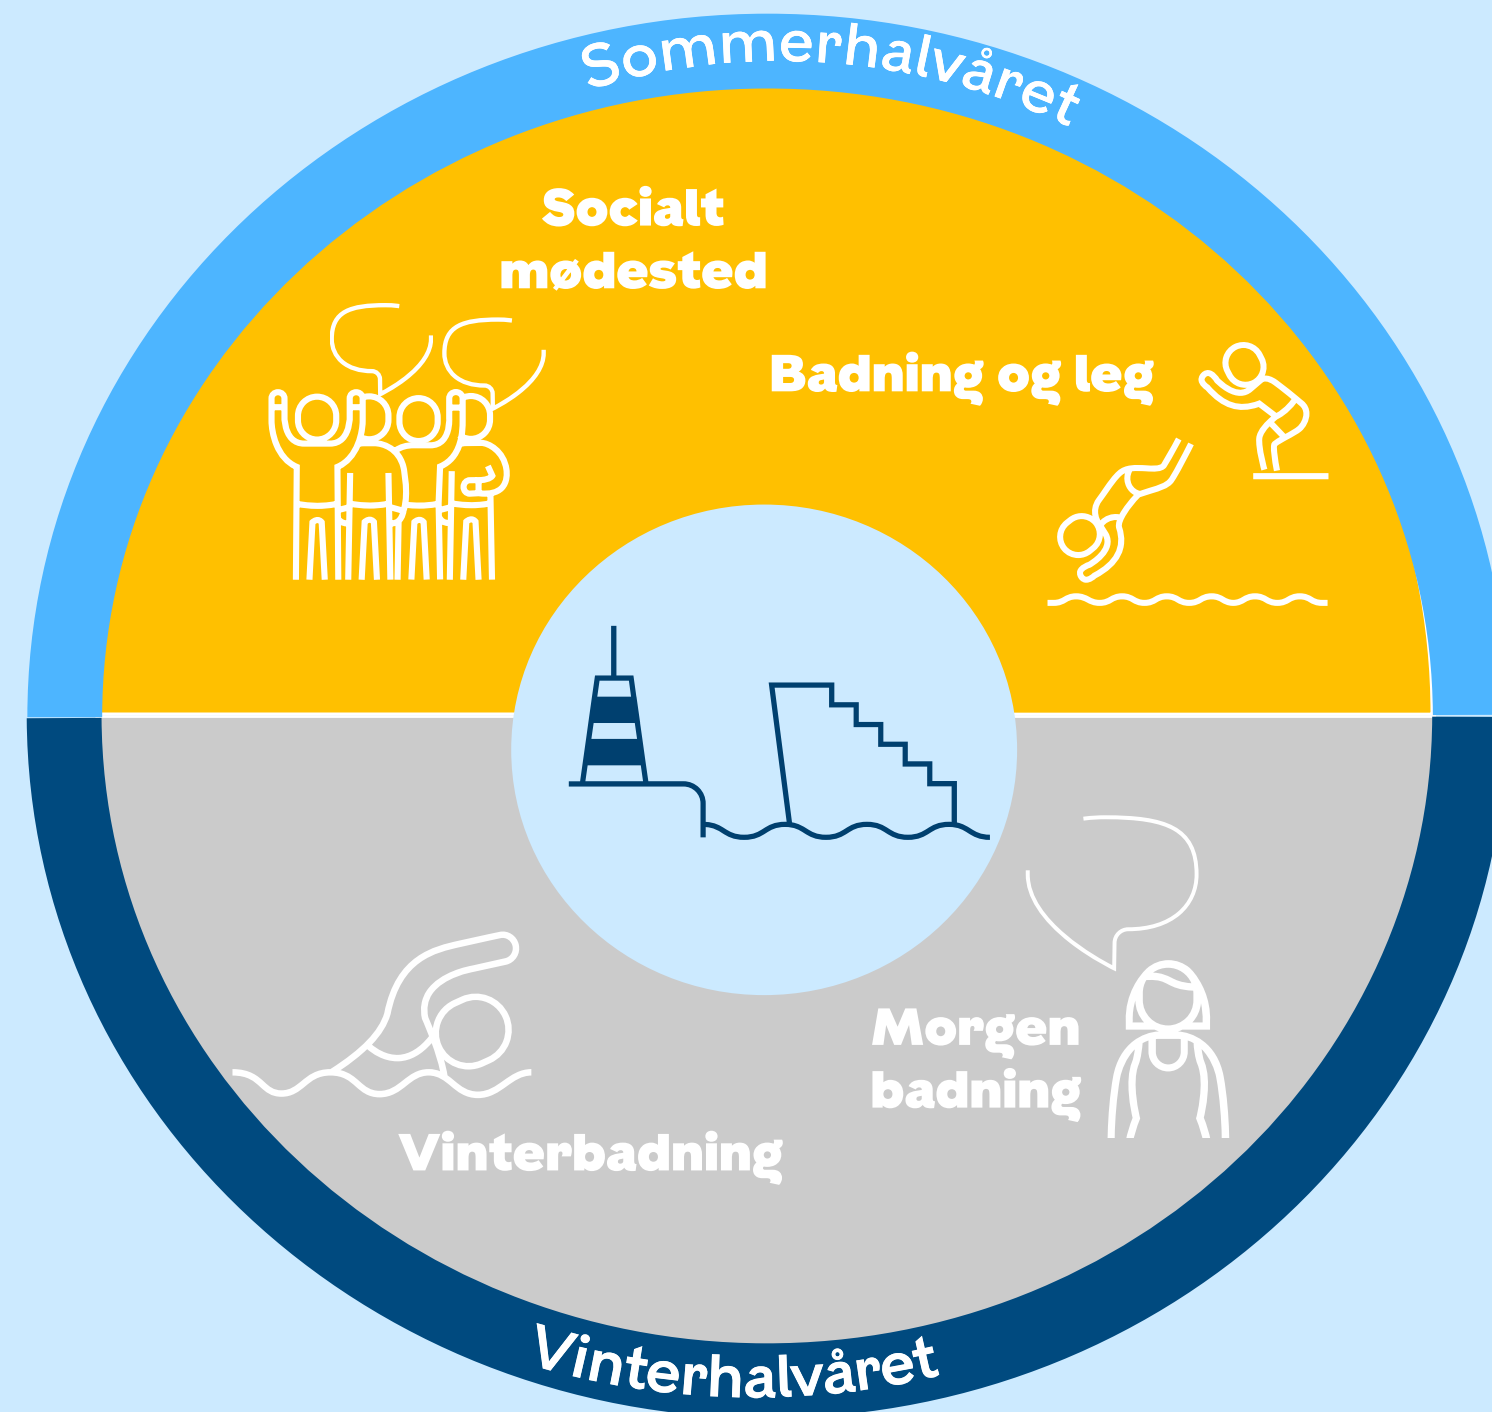 Sommerhalvåret
Socialt
mødested
Badning og leg
Morgen
badning
Vinterbadning
Vinterhalvåret